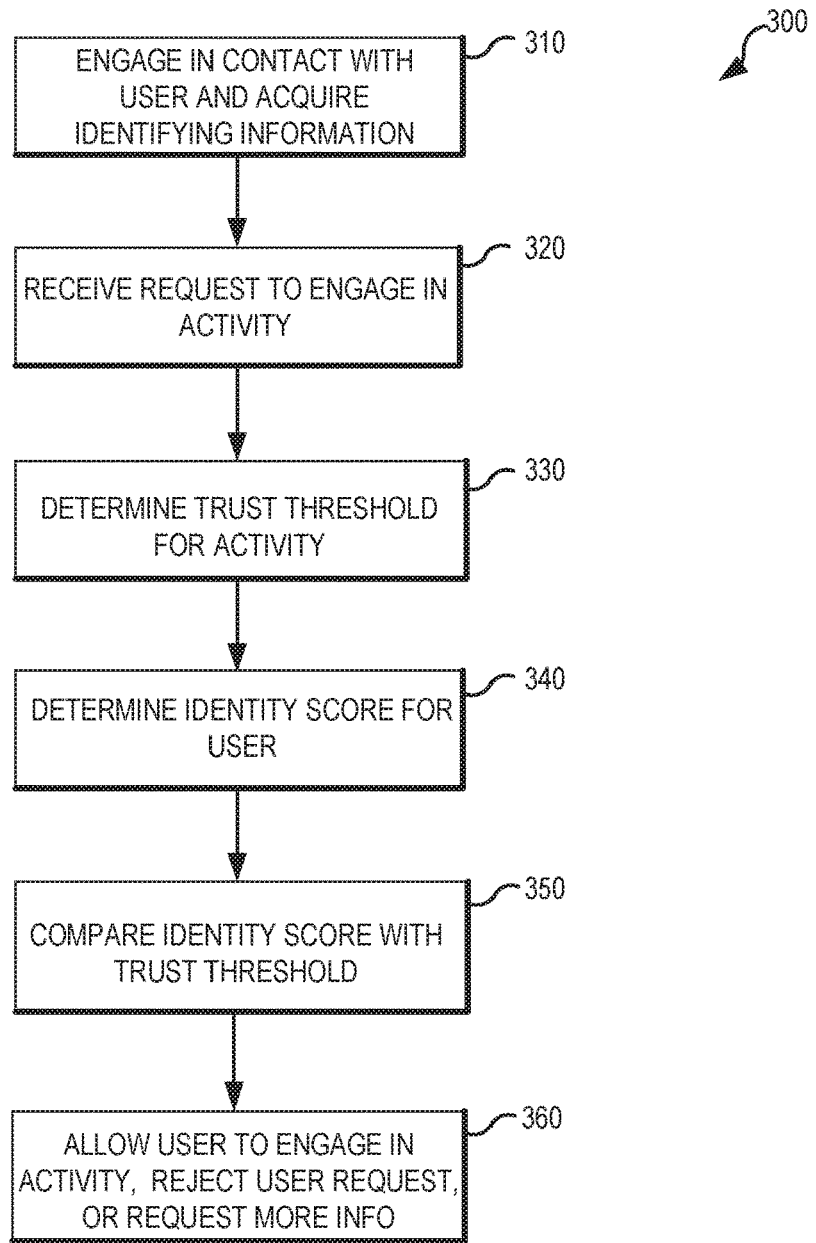 300
310
ENGAGE IN CONTACT WITH
USER AND ACQUIRE
IDENTIFYING INFORMATION
320
RECEIVE REQUEST TO ENGAGE IN
ACTIVITY
330
DETERMINE TRUST THRESHOLD
FOR ACTIVITY
340
DETERMINE IDENTITY SCORE FOR
USER
350
COMPARE IDENTITY SCORE WITH
TRUST THRESHOLD
360
ALLOW USER TO ENGAGE IN
ACTIVITY, REJECT USER REQUEST,
OR REQUEST MORE INFO